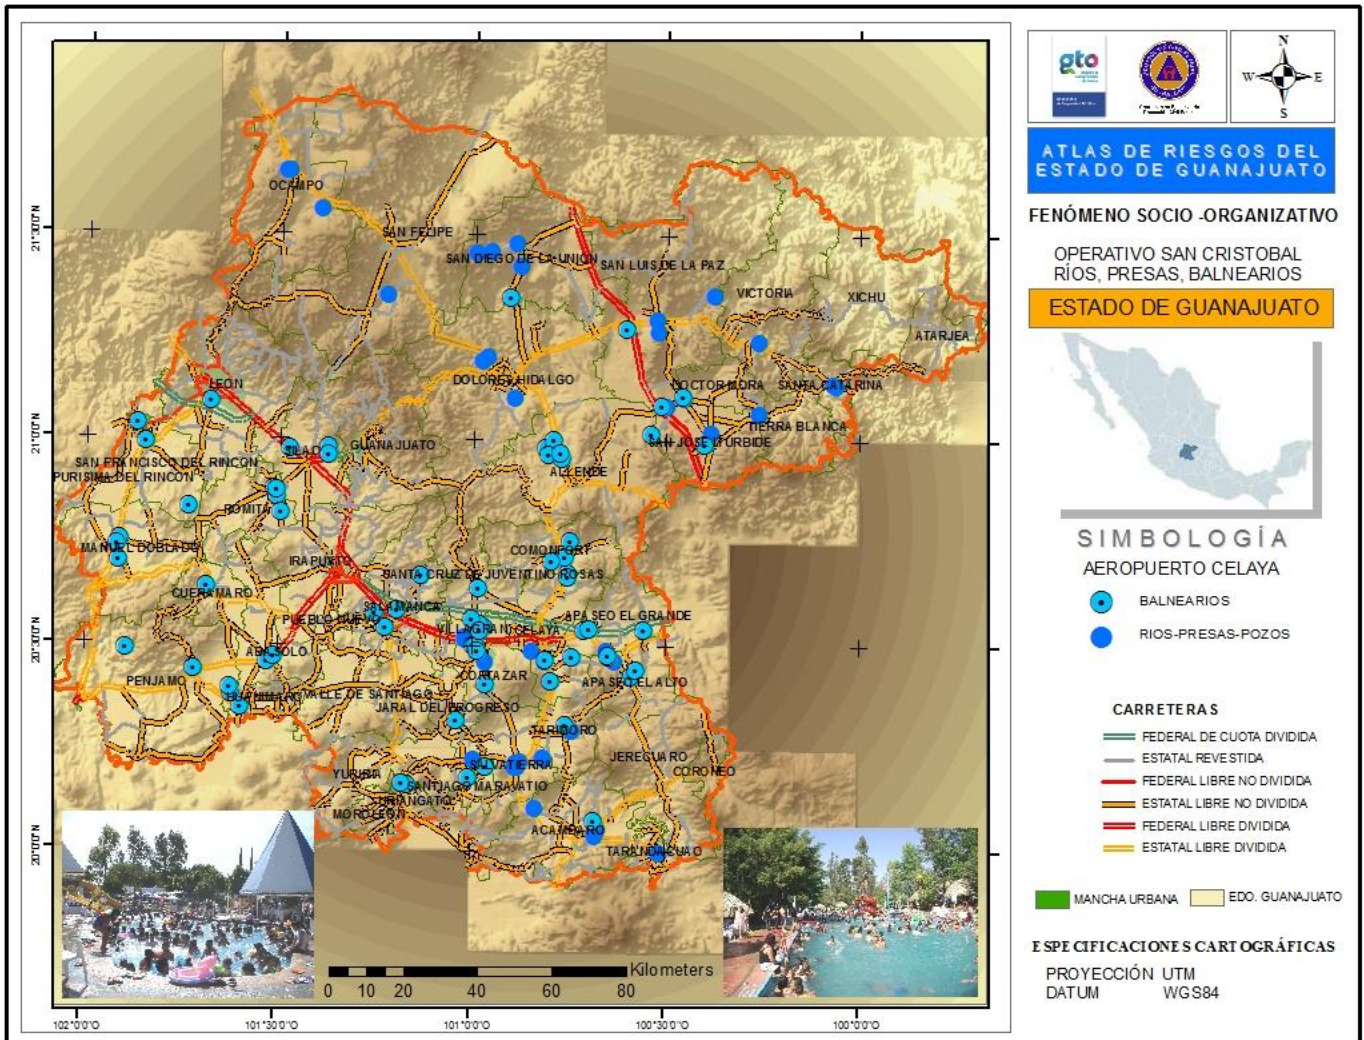 OCAMPO
SAN FELIPE
SAN DIEGO DE LA UNION
SAN LUIS DE LA PAZ
VICTORIA
XICHU
ATARJEA
LEON
DOLORES HIDALGO
DOCTOR MORA
SANTA CATARINA
TIERRA BLANCA
SILAO
GUANAJUATO
SAN JOSE ITURBIDE
SAN FRANCISCO DEL RINCON
PURISIMA DEL RINCON
ALLENDE
ROMITA
MANUEL DOBLADO
IRAPUATO
COMONFORT
SANTA CRUZ DE JUVENTINO ROSAS
CUERAMARO
SALAMANCA
PUEBLO NUEVO
VILLAGRAN
CELAYA
APASEO EL GRANDE
ABASOLO
PENJAMO
HUANIMARO
VALLE DE SANTIAGO
CORTAZAR
APASEO EL ALTO
JARAL DEL PROGRESO
TARIMORO
JERECUARO
CORONEO
YURIRIA
SALVATIERRA
SANTIAGO MARAVATIO
URIANGATO
MOROLEON
ACAMBARO
TARANDACUAO
21°30'0"N
21°0'0"N
20°30'0"N
20°0'0"N
102°0'0"O
101°30'0"O
101°0'0"O
100°30'0"O
100°0'0"O
Kilometers
0 10 20 40 60 80
gto
N
W E
S
ATLAS DE RIESGOS DEL
ESTADO DE GUANAJUATO
FENÓMENO SOCIO -ORGANIZATIVO
OPERATIVO SAN CRISTOBAL
RÍOS, PRESAS, BALNEARIOS
ESTADO DE GUANAJUATO
SIMBOLOGÍA
AEROPUERTO CELAYA
BALNEARIOS
RIOS-PRESAS-POZOS
CARRETERAS
FEDERAL DE CUOTA DIVIDIDA
ESTATAL REVESTIDA
FEDERAL LIBRE NO DIVIDIDA
ESTATAL LIBRE NO DIVIDIDA
FEDERAL LIBRE DIVIDIDA
ESTATAL LIBRE DIVIDIDA
MANCHA URBANA
EDO. GUANAJUATO
ESPECIFICACIONES CARTOGRÁFICAS
PROYECCIÓN UTM
DATUM WGS84